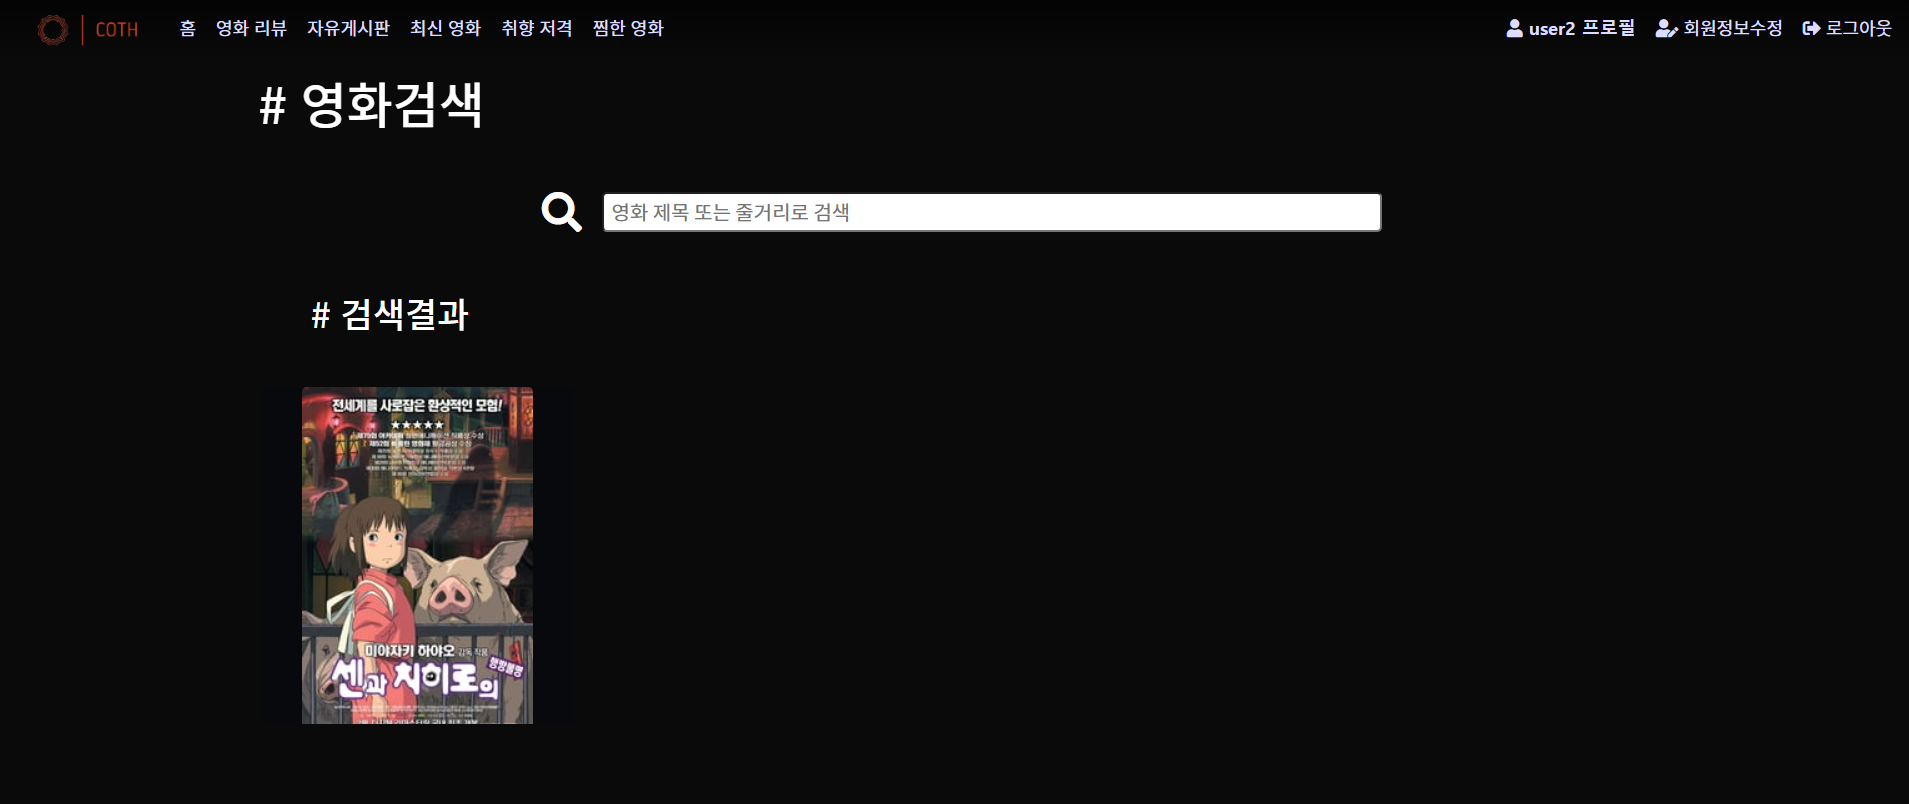 COTH 홈 영화 리뷰 자유게시판 최신 영화 취향 저격 찜한 영화 user2 프로필 회원정보수정 로그아웃
# 영화검색
영화 제목 또는 줄거리로 검색
# 검색결과
전세계를 사로잡은 환상적인 모험!
★★★★★
미야자키 하야오 감독 작품
센과 치히로의
행방불명